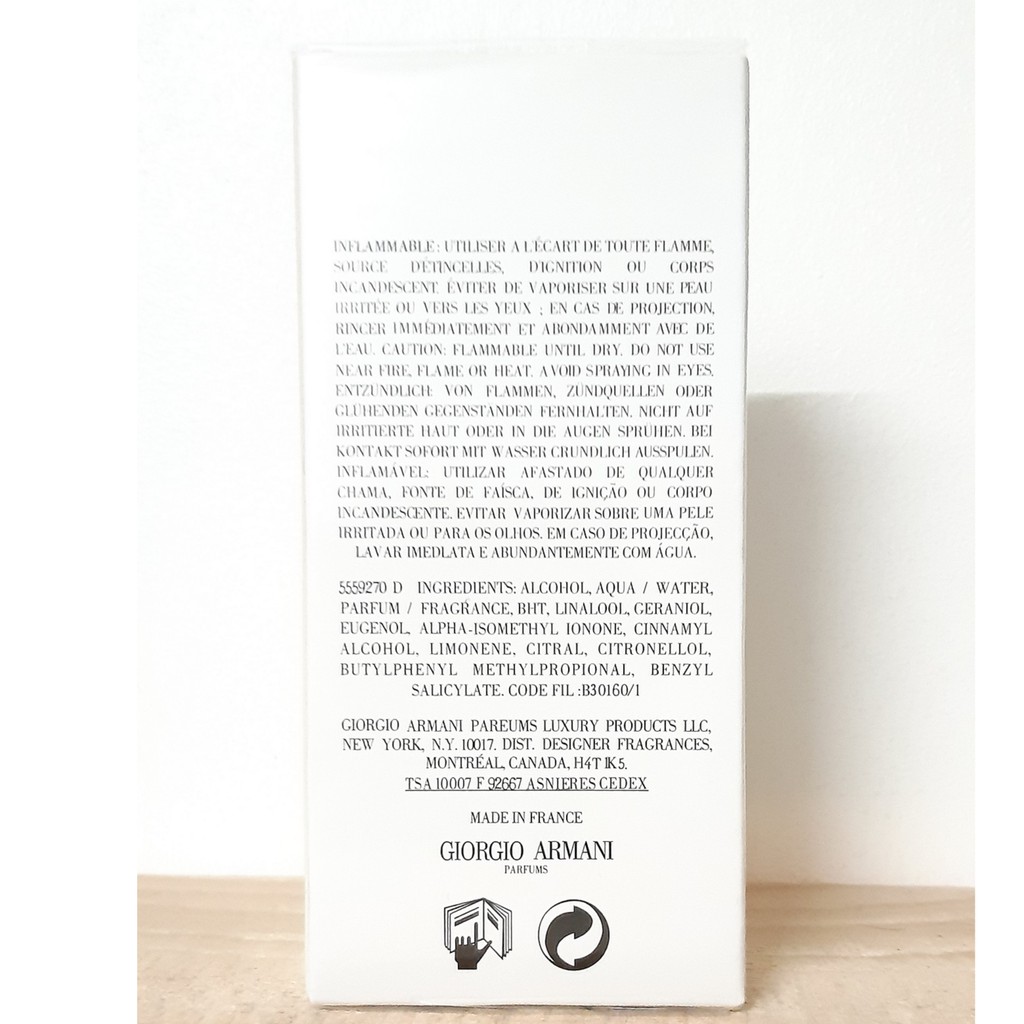 INFLAMMABLE : UTILISER A L'ÉCART DE TOUTE FLAMME,
SOURCE D'ÉTINCELLES, D'IGNITION OU CORPS
INCANDESCENT. ÉVITER DE VAPORISER SUR UNE PEAU
IRRITÉE OU VERS LES YEUX ; EN CAS DE PROJECTION,
RINCER IMMÉDIATEMENT ET ABONDAMMENT AVEC DE
L'EAU. CAUTION: FLAMMABLE UNTIL DRY. DO NOT USE
NEAR FIRE, FLAME OR HEAT. AVOID SPRAYING IN EYES.
ENTZÜNDLICH: VON FLAMMEN, ZÜNDQUELLEN ODER
GLÜHENDEN GEGENSTANDEN FERNHALTEN. NICHT AUF
IRRITIERTE HAUT ODER IN DIE AUGEN SPRÜHEN. BEI
KONTAKT SOFORT MIT WASSER CRUNDLICH AUSSPULEN.
INFLAMÁVEL: UTILIZAR AFASTADO DE QUALQUER
CHAMA, FONTE DE FAÍSCA, DE IGNIÇÃO OU CORPO
INCANDESCENTE. EVITAR VAPORIZAR SOBRE UMA PELE
IRRITADA OU PARA OS OLHOS. EM CASO DE PROJECÇÃO,
LAVAR IMEDLATA E ABUNDANTEMENTE COM ÁGUA.
5559270 D INGREDIENTS: ALCOHOL, AQUA / WATER,
PARFUM / FRAGRANCE, BHT, LINALOOL, GERANIOL,
EUGENOL, ALPHA-ISOMETHYL IONONE, CINNAMYL
ALCOHOL, LIMONENE, CITRAL, CITRONELLOL,
BUTYLPHENYL METHYLPROPIONAL, BENZYL
SALICYLATE. CODE FIL :B30160/1
GIORGIO ARMANI PAREUMS LUXURY PRODUCTS LLC,
NEW YORK, N.Y. 10017. DIST. DESIGNER FRAGRANCES,
MONTRÉAL, CANADA, H4T 1K5.
TSA 10007 F 92667 ASNIERES CEDEX
MADE IN FRANCE
GIORGIO ARMANI
PARFUMS